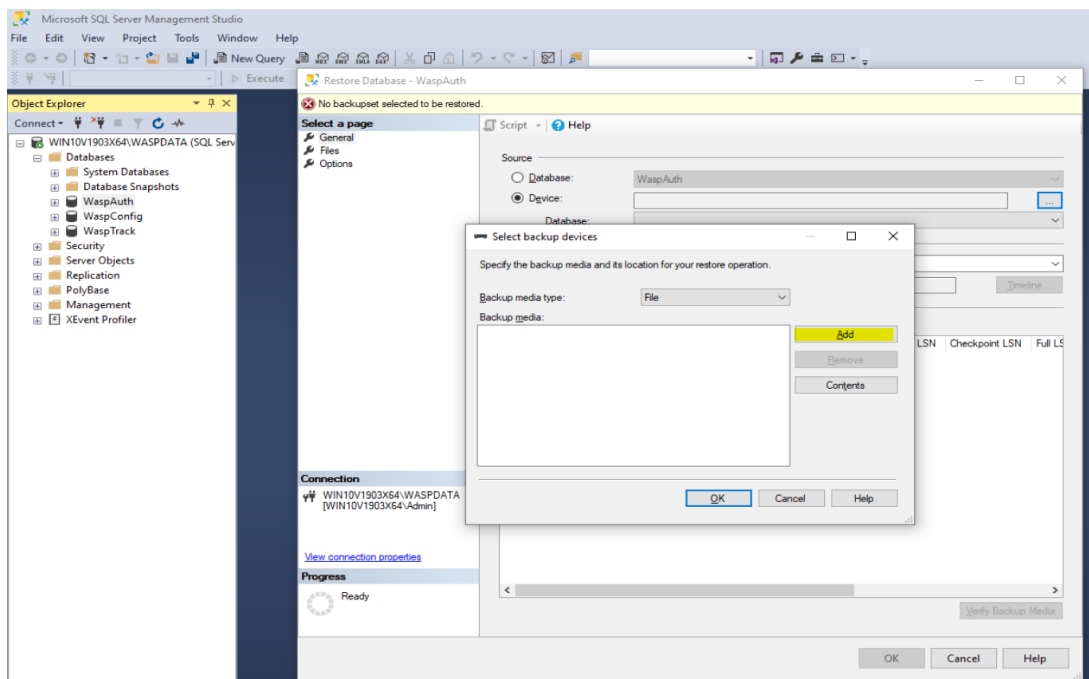 Microsoft SQL Server Management Studio
File Edit View Project Tools Window Help
New Query MDX DMX XMLA DAX
Execute
Object Explorer
Connect
WIN10V1903X64\WASPDATA (SQL Serv
Databases
System Databases
Database Snapshots
WaspAuth
WaspConfig
WaspTrack
Security
Server Objects
Replication
PolyBase
Management
XEvent Profiler
Restore Database - WaspAuth
No backupset selected to be restored.
Select a page
General
Files
Options
Script Help
Source
Database: WaspAuth
Device: ...
Database:
Timeline...
LSN Checkpoint LSN Full LS
Select backup devices
Specify the backup media and its location for your restore operation.
Backup media type: File
Backup media:
Add
Remove
Contents
OK Cancel Help
Connection
WIN10V1903X64\WASPDATA
[WIN10V1903X64\Admin]
View connection properties
Progress
Ready
Verify Backup Media
OK Cancel Help